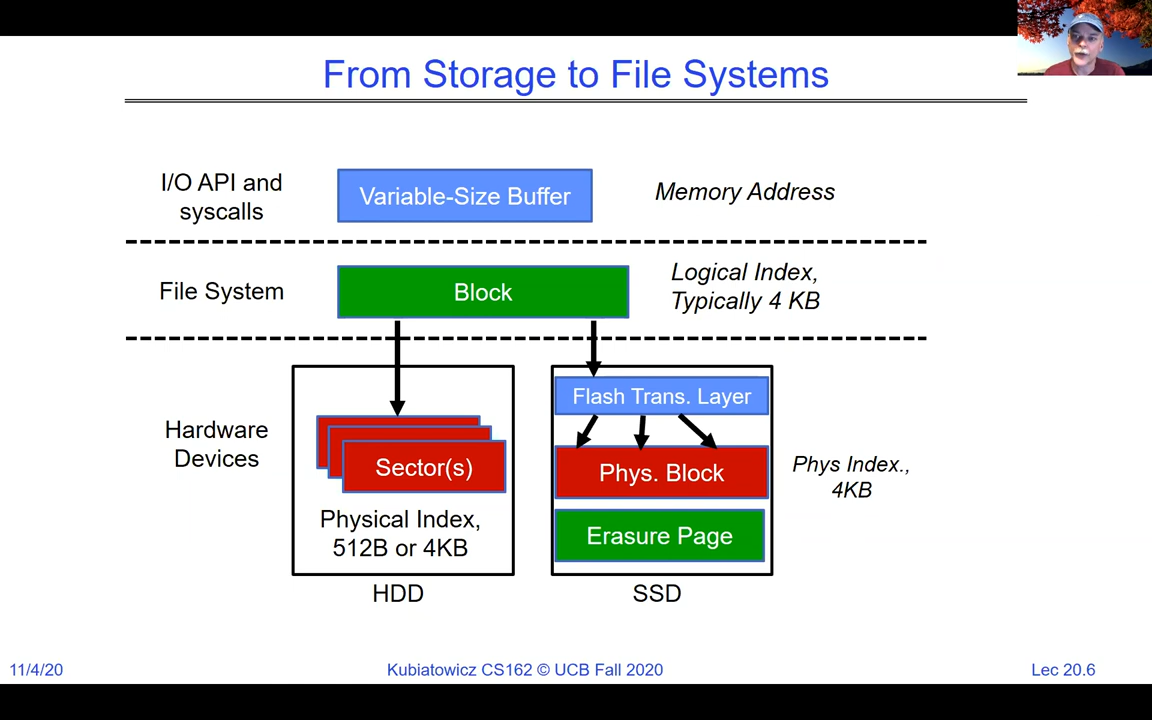 From Storage to File Systems
I/O API and
syscalls
Variable-Size Buffer
Memory Address
File System
Block
Logical Index,
Typically 4 KB
Hardware
Devices
Sector(s)
Physical Index,
512B or 4KB
HDD
Flash Trans. Layer
Phys. Block
Erasure Page
SSD
Phys Index.,
4KB
11/4/20
Kubiatowicz CS162 © UCB Fall 2020
Lec 20.6